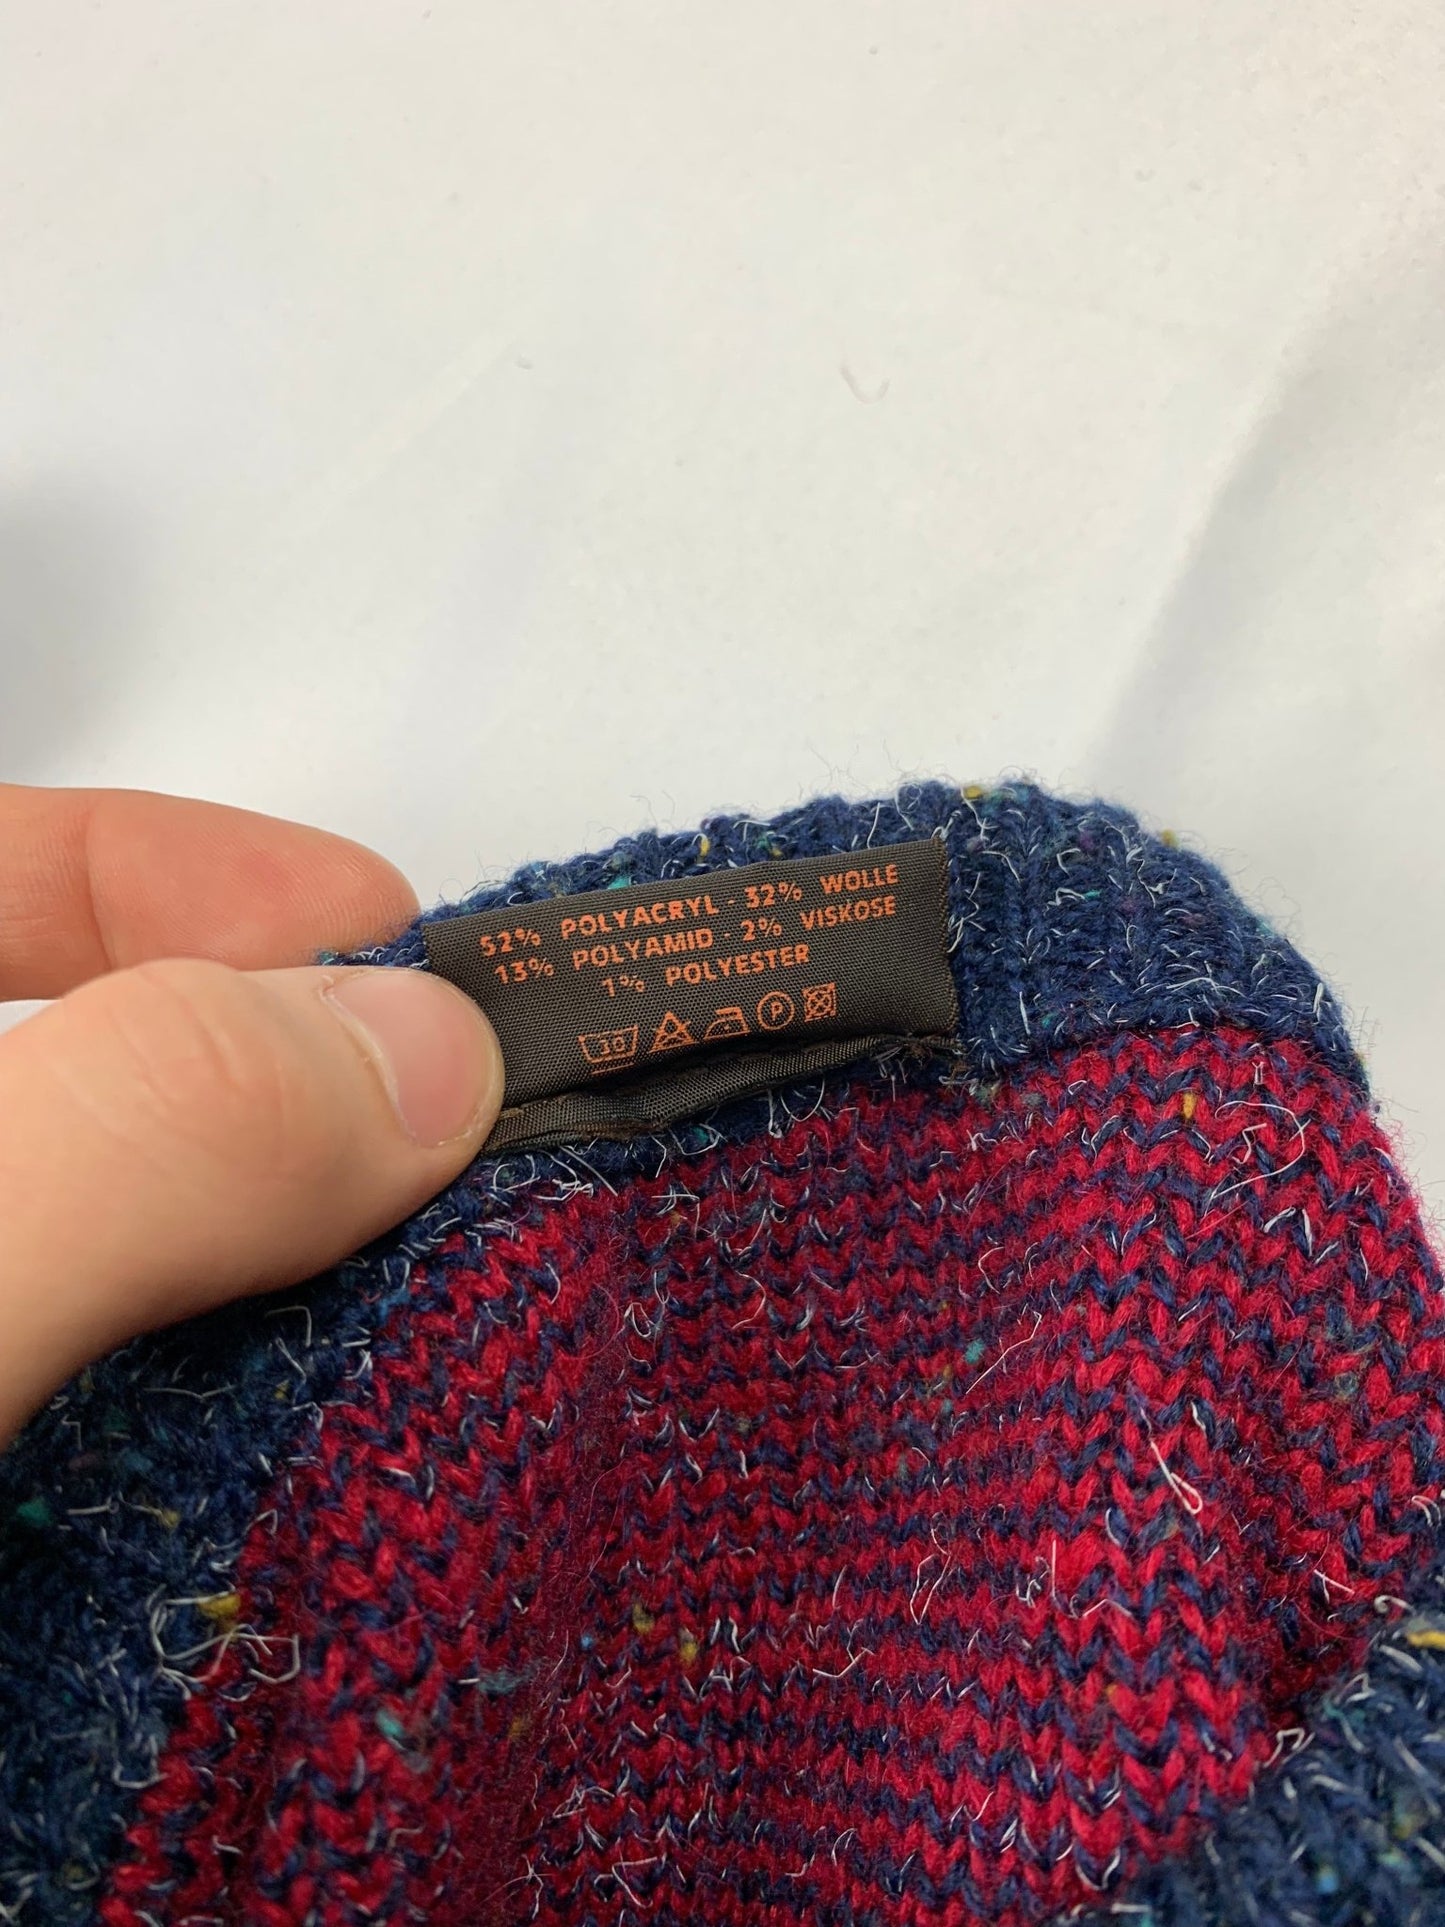 52% POLYACRYL - 32% WOLLE
13% POLYAMID - 2% VISKOSE
1% POLYESTER
30 P